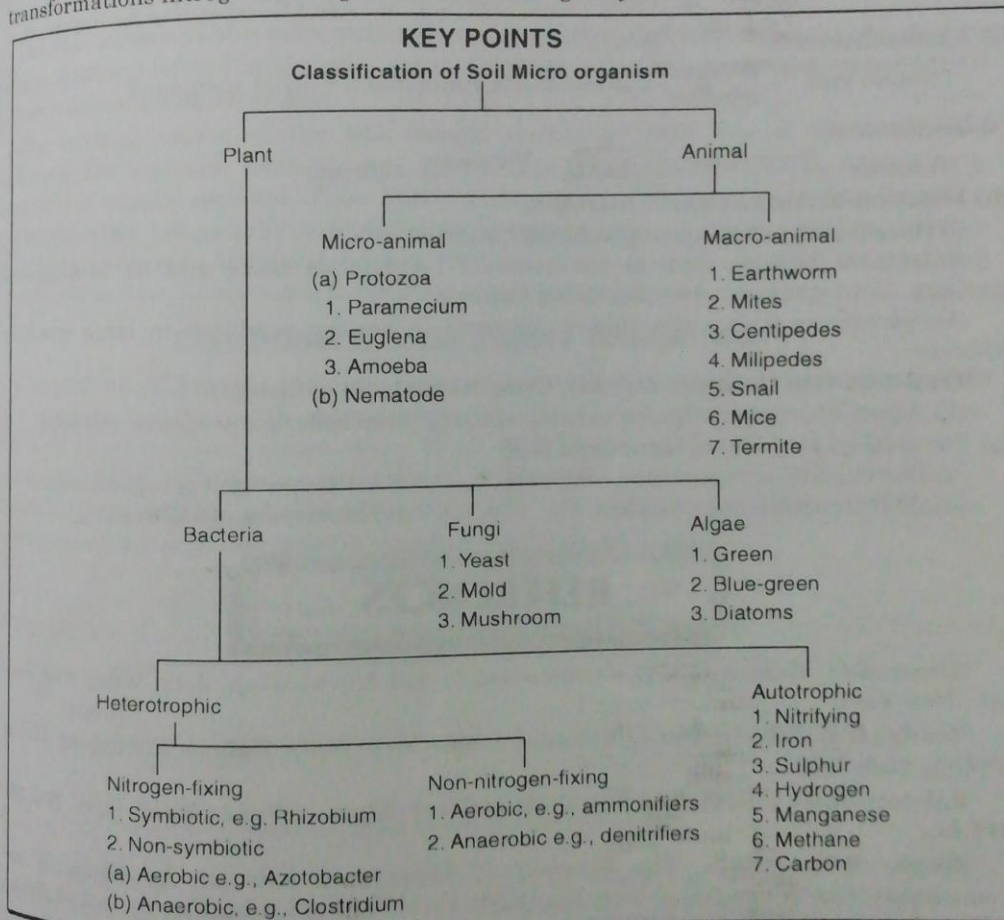 transformations
KEY POINTS
Classification of Soil Micro organism
Plant
Animal
Micro-animal
(a) Protozoa
1. Paramecium
2. Euglena
3. Amoeba
(b) Nematode
Macro-animal
1. Earthworm
2. Mites
3. Centipedes
4. Milipedes
5. Snail
6. Mice
7. Termite
Bacteria
Fungi
1. Yeast
2. Mold
3. Mushroom
Algae
1. Green
2. Blue-green
3. Diatoms
Heterotrophic
Nitrogen-fixing
1. Symbiotic, e.g. Rhizobium
2. Non-symbiotic
(a) Aerobic e.g., Azotobacter
(b) Anaerobic, e.g., Clostridium
Non-nitrogen-fixing
1. Aerobic, e.g., ammonifiers
2. Anaerobic e.g., denitrifiers
Autotrophic
1. Nitrifying
2. Iron
3. Sulphur
4. Hydrogen
5. Manganese
6. Methane
7. Carbon